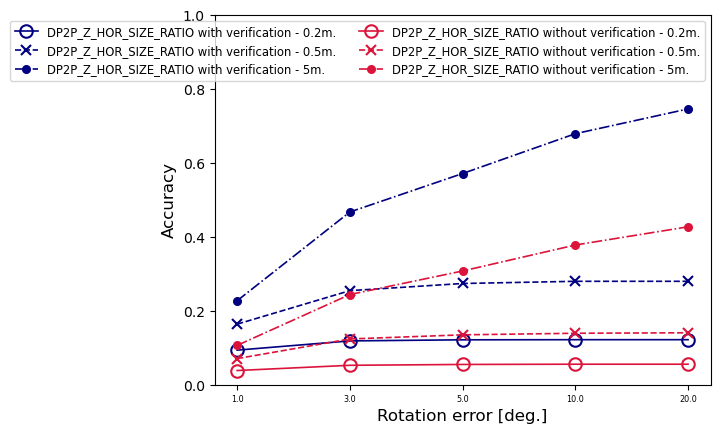 1.0
DP2P_Z_HOR_SIZE_RATIO with verification - 0.2m.
DP2P_Z_HOR_SIZE_RATIO with verification - 0.5m.
DP2P_Z_HOR_SIZE_RATIO with verification - 5m.
DP2P_Z_HOR_SIZE_RATIO without verification - 0.2m.
DP2P_Z_HOR_SIZE_RATIO without verification - 0.5m.
DP2P_Z_HOR_SIZE_RATIO without verification - 5m.
0.8
0.6
0.4
0.2
0.0
Accuracy
1.0 3.0 5.0 10.0 20.0
Rotation error [deg.]